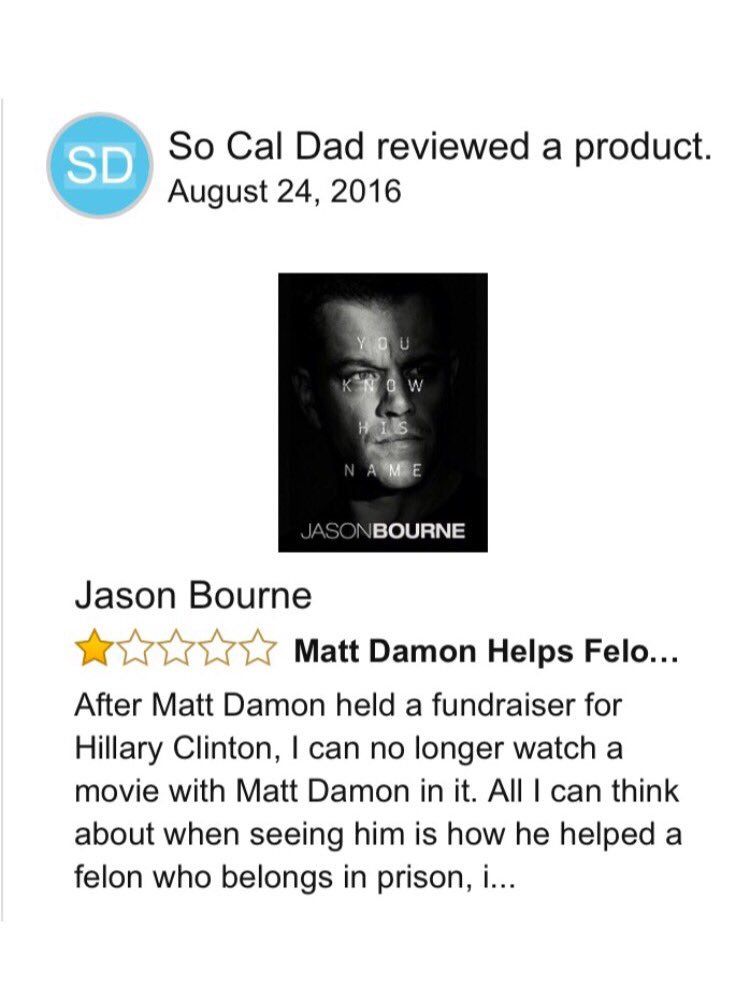 SD
So Cal Dad reviewed a product.
August 24, 2016
YOU
KNOW
HIS
NAME
JASONBOURNE
Jason Bourne
Matt Damon Helps Felo...
After Matt Damon held a fundraiser for
Hillary Clinton, I can no longer watch a
movie with Matt Damon in it. All I can think
about when seeing him is how he helped a
felon who belongs in prison, i...